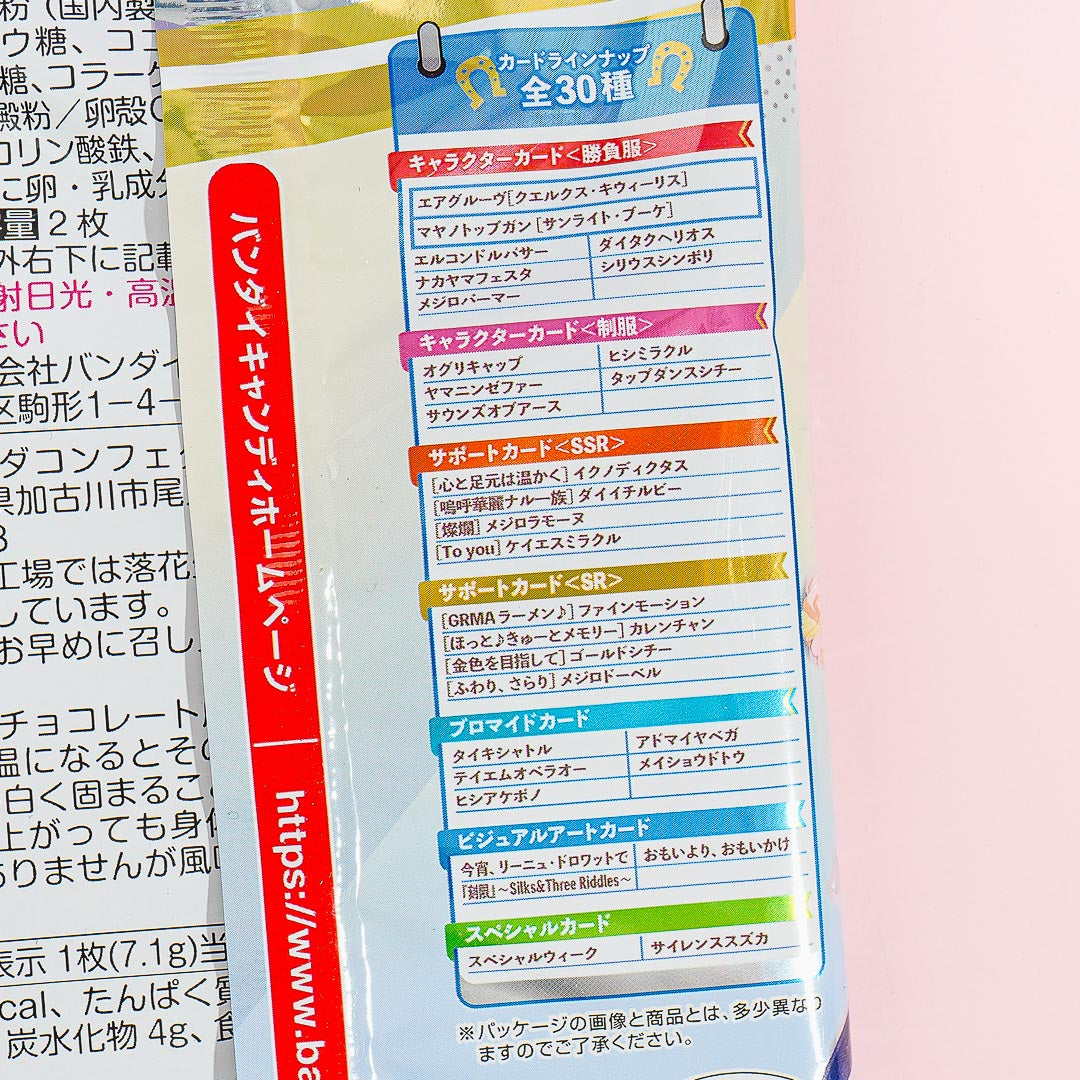 粉（国内製
ウ糖、ココ
糖、コラーゲ
澱粉／卵殻C
ロリン酸鉄、
こ卵・乳成分
量 2 枚
外右下に記載
射日光・高温
さい
会社バンダイ
区駒形1−4−
ダコンフェク
県加古川市尾
3
工場では落花
しています。
お早めに召し
チョコレート
温になるとその
白く固まるこ
上がっても身体
ありませんが風味
表示 1枚(7.1g)当
cal、たんぱく質
炭水化物 4g、食
バンダイキャンディホームページ | https://www.ba
カードラインナップ
全30種
キャラクターカード<勝負服>
エアグルーヴ[クエルクス・キウィーリス]
マヤノトップガン[サンライト・ブーケ]
エルコンドルパサー ダイタクヘリオス
ナカヤマフェスタ シリウスシンボリ
メジロパーマー
キャラクターカード<制服>
オグリキャップ ヒシミラクル
ヤマニンゼファー タップダンスシチー
サウンズオブアース
サポートカード<SSR>
[心と足元は温かく]イクノディクタス
[嗚呼華麗ナル一族]ダイイチルビー
[燦爛]メジロラモーヌ
[To you]ケイエスミラクル
サポートカード<SR>
[GRMAラーメン♪]ファインモーション
[ほっと♪きゅーとメモリー]カレンチャン
[金色を目指して]ゴールドシチー
[ふわり、さらり]メジロドーベル
ブロマイドカード
タイキシャトル アドマイヤベガ
テイエムオペラオー メイショウドトウ
ヒシアケボノ
ビジュアルアートカード
今宵、リーニュ・ドロワットで おもいより、おもいかけ
『刻限』〜Silks&Three Riddles〜
スペシャルカード
スペシャルウィーク サイレンススズカ
※パッケージの画像と商品とは、多少異なり
ますのでご了承ください。